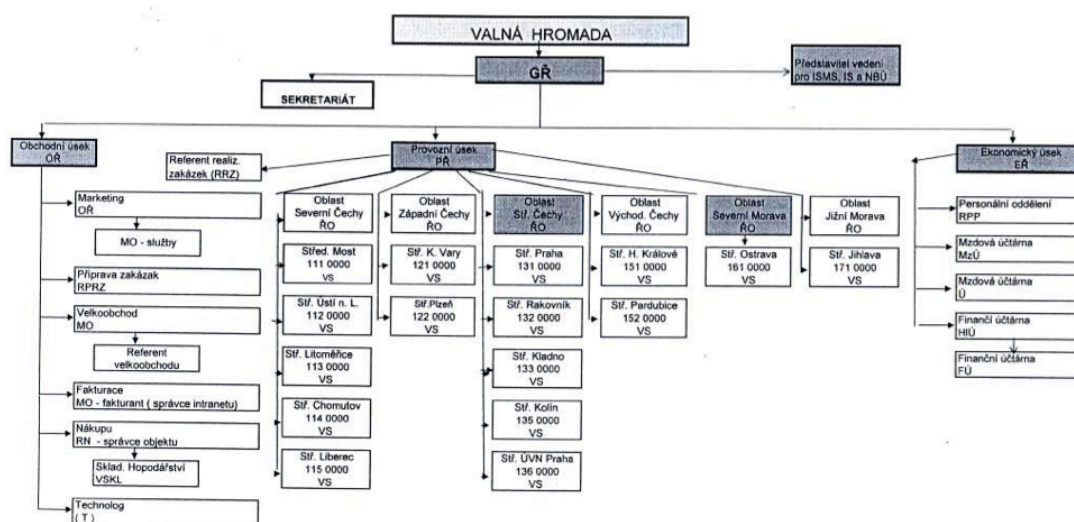 VALNÁ HROMADA
GŘ
Představitel vedení
pro ISMS, IS a NBÚ
SEKRETARIÁT
Obchodní úsek
OŘ
Provozní úsek
PŘ
Ekonomický úsek
EŘ
Referent realiz.
zakázek (RRZ)
Marketing
OŘ
MO - služby
Příprava zakázak
RPRZ
Velkoobchod
MO
Referent
velkoobchodu
Fakturace
MO - fakturant ( správce intranetu)
Nákupu
RN - správce objektu
Sklad. Hopodářství
VSKL
Technolog
( T )
Oblast
Severní Čechy
ŘO
Střed. Most
111 0000
VS
Stř. Ústí n. L.
112 0000
VS
Stř. Litoměřice
113 0000
VS
Stř. Chomutov
114 0000
VS
Stř. Liberec
115 0000
VS
Oblast
Západní Čechy
ŘO
Stř. K. Vary
121 0000
VS
Stř.Plzeň
122 0000
VS
Oblast
Stř. Čechy
ŘO
Stř. Praha
131 0000
VS
Stř. Rakovník
132 0000
VS
Stř. Kladno
133 0000
VS
Stř. Kolín
135 0000
VS
Stř. ÚVN Praha
136 0000
VS
Oblast
Východ. Čechy
ŘO
Stř. H. Králové
151 0000
VS
Stř. Pardubice
152 0000
VS
Oblast
Severní Morava
ŘO
Stř. Ostrava
161 0000
VS
Oblast
Jižní Morava
ŘO
Stř. Jihlava
171 0000
VS
Personální oddělení
RPP
Mzdová účtárna
MzÚ
Mzdová účtárna
Ú
Finančí účtárna
HIÚ
Finanční účtárna
FÚ